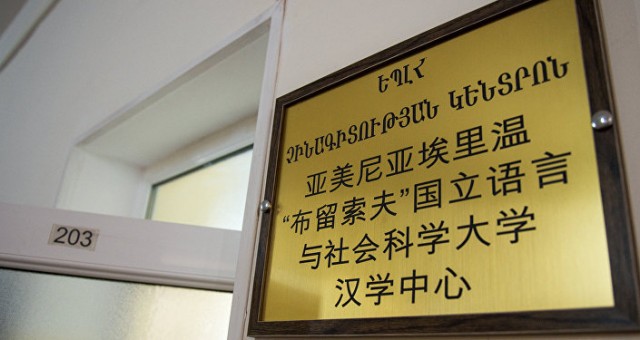 ԵՊԼՀ
ՉԻՆԱԳԻՏՈՒԹՅԱՆ ԿԵՆՏՐՈՆ
亚美尼亚埃里温
“布留索夫”国立语言
与社会科学大学
汉学中心
203